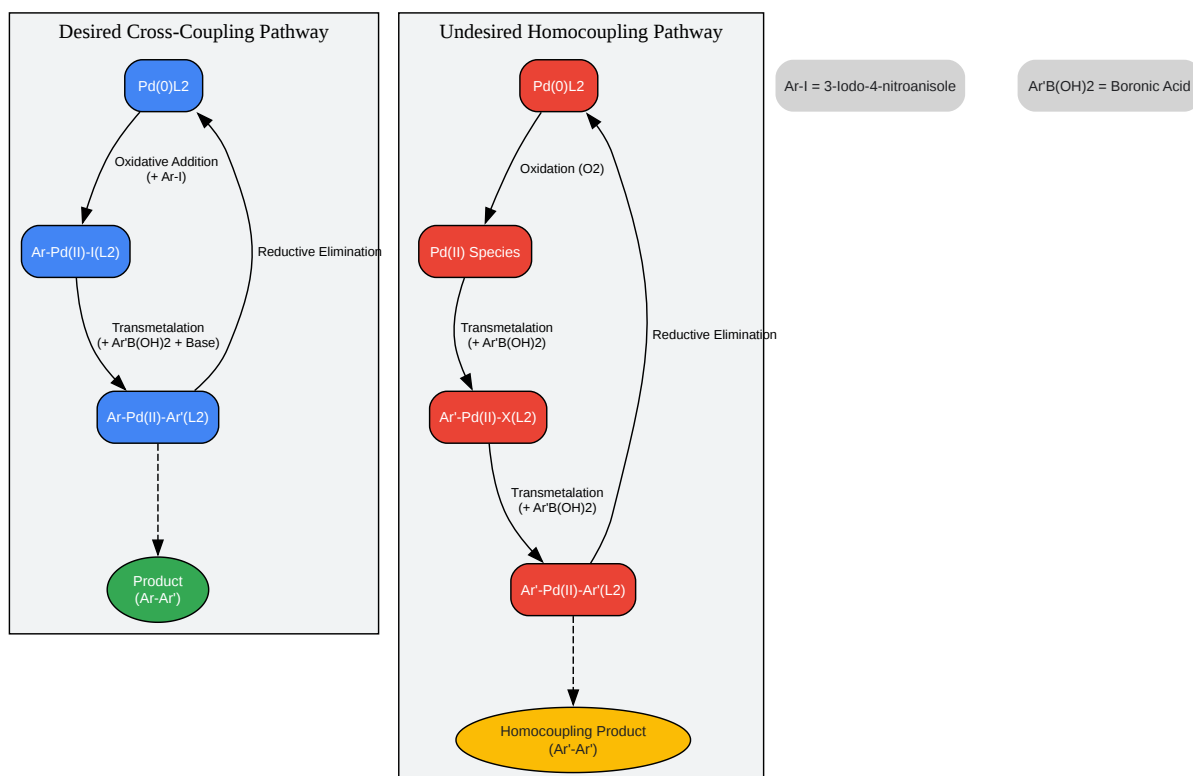 Desired Cross-Coupling Pathway
Pd(0)L2
Oxidative Addition
(+ Ar-I)
Ar-Pd(II)-I(L2)
Reductive Elimination
Transmetalation
(+ Ar'B(OH)2 + Base)
Ar-Pd(II)-Ar'(L2)
Product
(Ar-Ar')
Undesired Homocoupling Pathway
Pd(0)L2
Oxidation (O2)
Pd(II) Species
Transmetalation
(+ Ar'B(OH)2)
Reductive Elimination
Ar'-Pd(II)-X(L2)
Transmetalation
(+ Ar'B(OH)2)
Ar'-Pd(II)-Ar'(L2)
Homocoupling Product
(Ar'-Ar')
Ar-I = 3-Iodo-4-nitroanisole
Ar'B(OH)2 = Boronic Acid